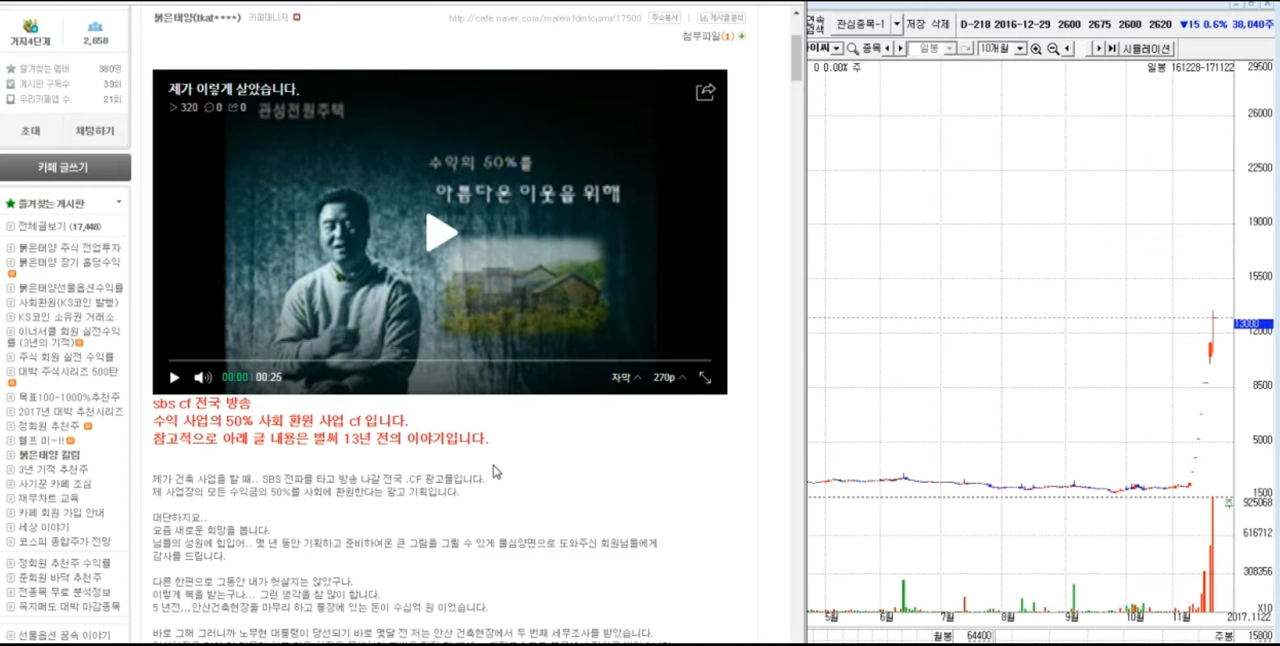 가지4단계
2,658
즐겨찾는 멤버 380명
게시판 구독수 33회
우리카페앱 수 21회
초대 채팅하기
카페 글쓰기
즐겨찾는 게시판
전체글보기 (17,448)
붉은태양 주식 전업투자
붉은태양 장기 홀딩수익
붉은태양선물옵션수익률
사회환원(KS코인 발행)
KS코인 소유권 거래소
이너서클 회원 실전수익
률 (3년의 기적)
주식 회원 실전 수익률
대박 주식시리즈 500탄
목표100-1000%추천주
2017년 대박 추천시리즈
정회원 추천주
헬프 미~!!
붉은태양 칼럼
3년 기적 추천주
사기꾼 카페 조심
재무차트 교육
카페 회원 가입 안내
세상 이야기
코스피 종합주가 전망
정회원 추천주 수익률
준회원 바닥 추천주
전종목 무료 분석정보
목지매도 대박 마감종목
선물옵션 꿈속 이야기
붉은태양(tkat****) 카페매니저
주소복사 게시글 분석
첨부파일(1)
제가 이렇게 살았습니다.
320 0 0
관성전원주택
수익의 50%를
아름다운 이웃을 위해
00:00 00:25 자막 270p
sbs cf 전국 방송
수익 사업의 50% 사회 환원 사업 cf 입니다.
참고적으로 아래 글 내용은 벌써 13년 전의 이야기입니다.
제가 건축 사업을 할 때.. SBS 전파를 타고 방송 나갈 전국 .CF 광고물입니다.
제 사업장의 모든 수익금의 50%를 사회에 환원한다는 광고 기획입니다.
대단하지요..
요즘 새로운 희망을 봅니다.
님들의 성원에 힘입어.. 몇 년 동안 기획하고 준비하여온 큰 그림을 그릴 수 있게 물심양면으로 도와주신 회원님들에게
감사를 드립니다.
다른 한편으로 그동안 내가 헛살지는 않았구나.
이렇게 복을 받는구나... 그런 생각을 참 많이 합니다.
5 년전...안산건축현장을 마무리 하고 통장에 있는 돈이 수십억 원 이었습니다.
바로 그해 그러니까 노무현 대통령이 당선되기 바로 몇달 전 저는 안산 건축현장에서 두 번째 세무조사를 받았습니다.
연속
검색 관심종목-1 저장 삭제 D-218 2016-12-29 2600 2675 2600 2620 ▼15 0.6% 38,040주
종목 일봉 10개월 시뮬레이션
0 0.00% 주 일봉 161228-171122
29500
26000
22500
19000
15500
13000
12000
8500
5000
1500
925068
616712
308356
X10
5월 6월 7월 8월 9월 10월 11월 2017.1122
월봉 64400 주봉 15800